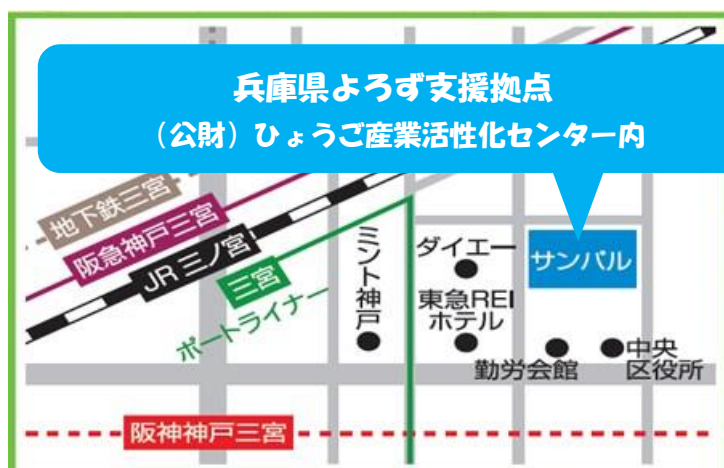 兵庫県よろず支援拠点
（公財）ひょうご産業活性化センター内
地下鉄三宮
阪急神戸三宮
JR三ノ宮
三宮
ポートライナー
ミント神戸
ダイエー
東急REI
ホテル
サンパル
勤労会館
中央
区役所
阪神神戸三宮